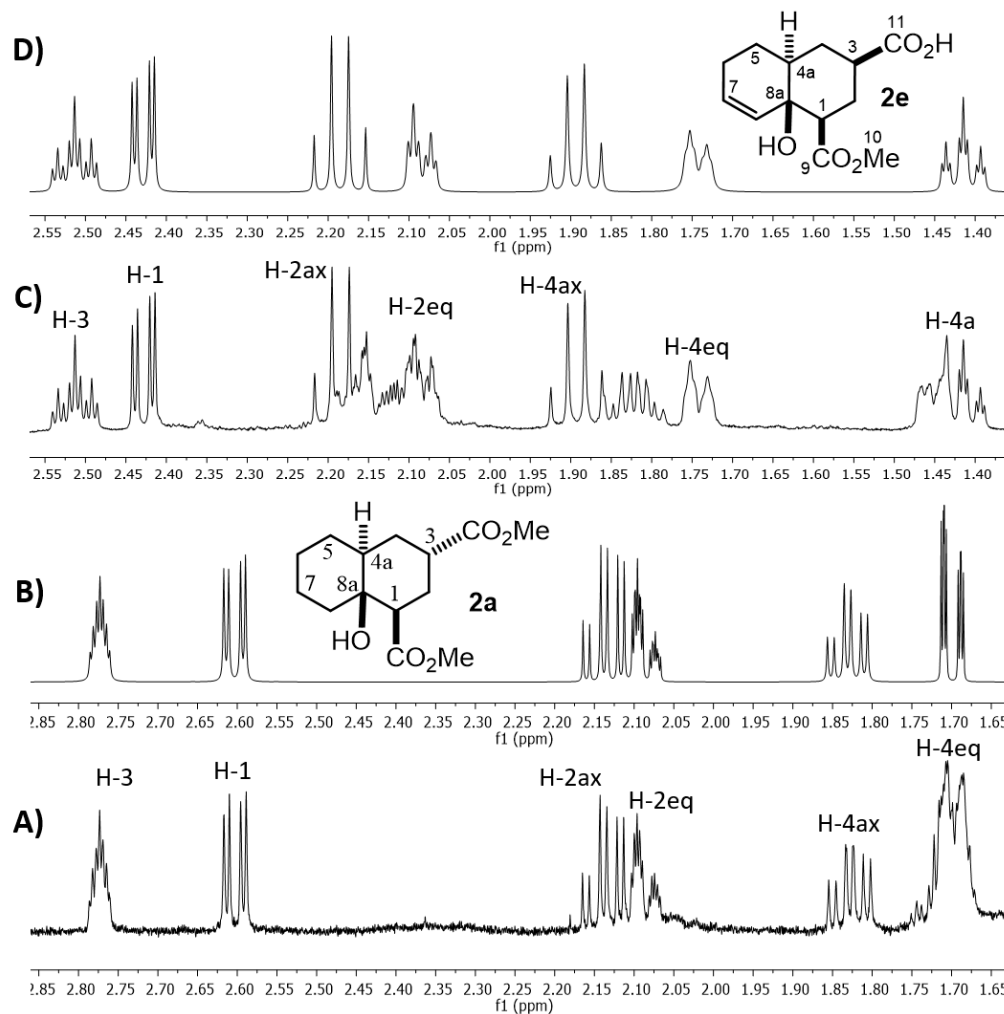 D)
H
11
CO₂H
3
5
4a
7
8a
1
2e
HO
10
CO₂Me
9
2.55 2.50 2.45 2.40 2.35 2.30 2.25 2.20 2.15 2.10 2.05 2.00 1.95 1.90 1.85 1.80 1.75 1.70 1.65 1.60 1.55 1.50 1.45 1.40
f1 (ppm)
C)
H-3
H-1
H-2ax
H-2eq
H-4ax
H-4eq
H-4a
2.55 2.50 2.45 2.40 2.35 2.30 2.25 2.20 2.15 2.10 2.05 2.00 1.95 1.90 1.85 1.80 1.75 1.70 1.65 1.60 1.55 1.50 1.45 1.40
f1 (ppm)
B)
H
3
CO₂Me
5
4a
7
8a
1
2a
HO
CO₂Me
2.85 2.80 2.75 2.70 2.65 2.60 2.55 2.50 2.45 2.40 2.35 2.30 2.25 2.20 2.15 2.10 2.05 2.00 1.95 1.90 1.85 1.80 1.75 1.70 1.65
f1 (ppm)
A)
H-3
H-1
H-2ax
H-2eq
H-4ax
H-4eq
2.85 2.80 2.75 2.70 2.65 2.60 2.55 2.50 2.45 2.40 2.35 2.30 2.25 2.20 2.15 2.10 2.05 2.00 1.95 1.90 1.85 1.80 1.75 1.70 1.65
f1 (ppm)